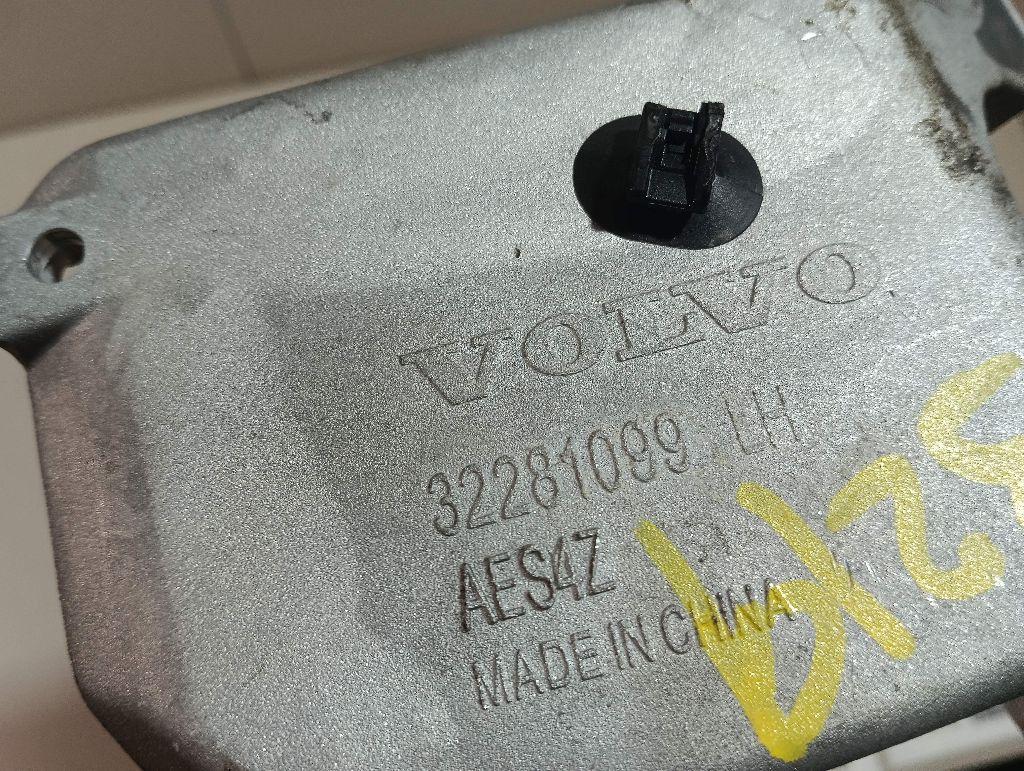 VOLVO
32281099 LH
AES4Z
MADE IN CHINA